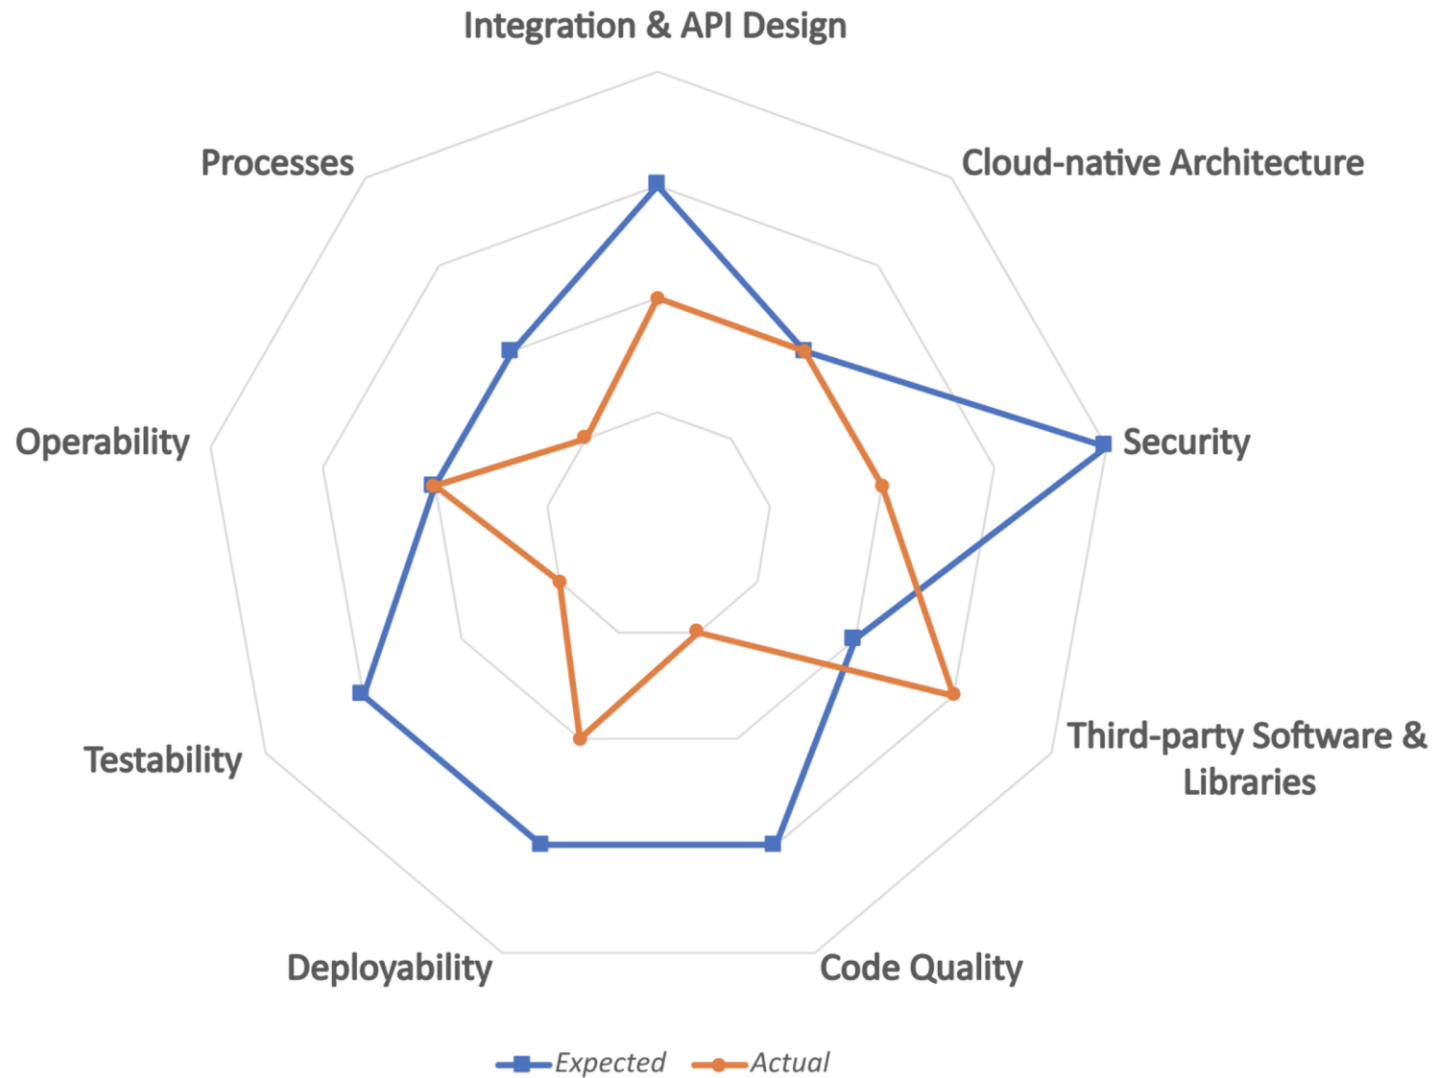 Integration & API Design
Processes
Cloud-native Architecture
Operability
Security
Third-party Software &
Libraries
Testability
Deployability
Code Quality
Expected
Actual